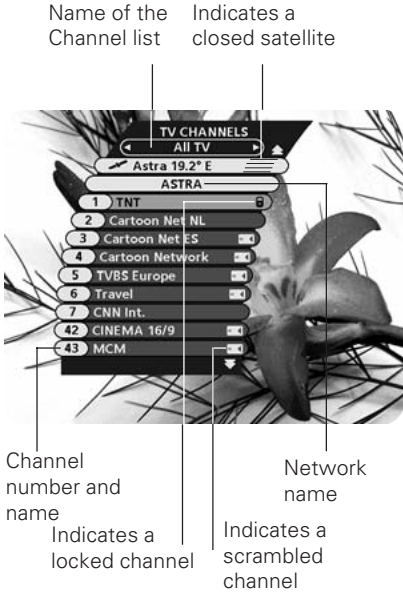 Name of the
Channel list
Indicates a
closed satellite
TV CHANNELS
All TV
Astra 19.2° E
ASTRA
1 TNT
2 Cartoon Net NL
3 Cartoon Net ES
4 Cartoon Network
5 TVBS Europe
6 Travel
7 CNN Int.
42 CINEMA 16/9
43 MCM
Channel
number and
name
Indicates a
locked channel
Indicates a
scrambled
channel
Network
name